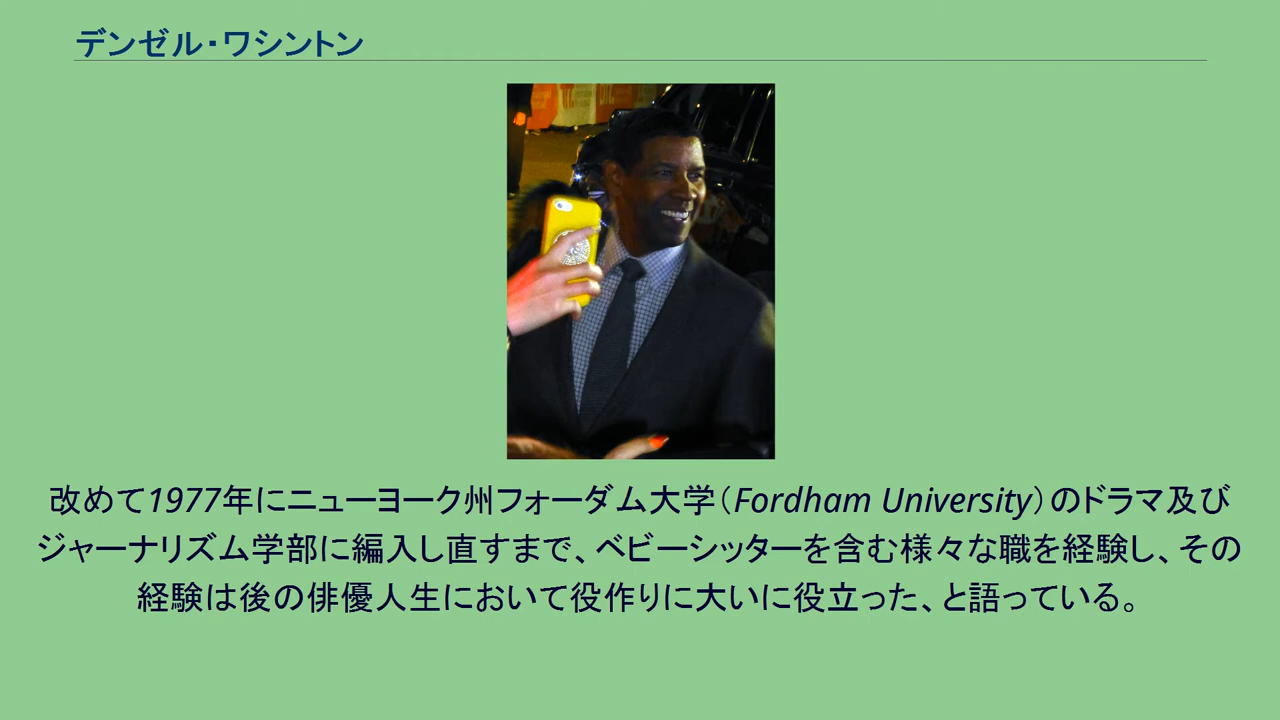 デンゼル・ワシントン
改めて1977年にニューヨーク州フォーダム大学（Fordham University）のドラマ及び
ジャーナリズム学部に編入し直すまで、ベビーシッターを含む様々な職を経験し、その
経験は後の俳優人生において役作りに大いに役立った、と語っている。